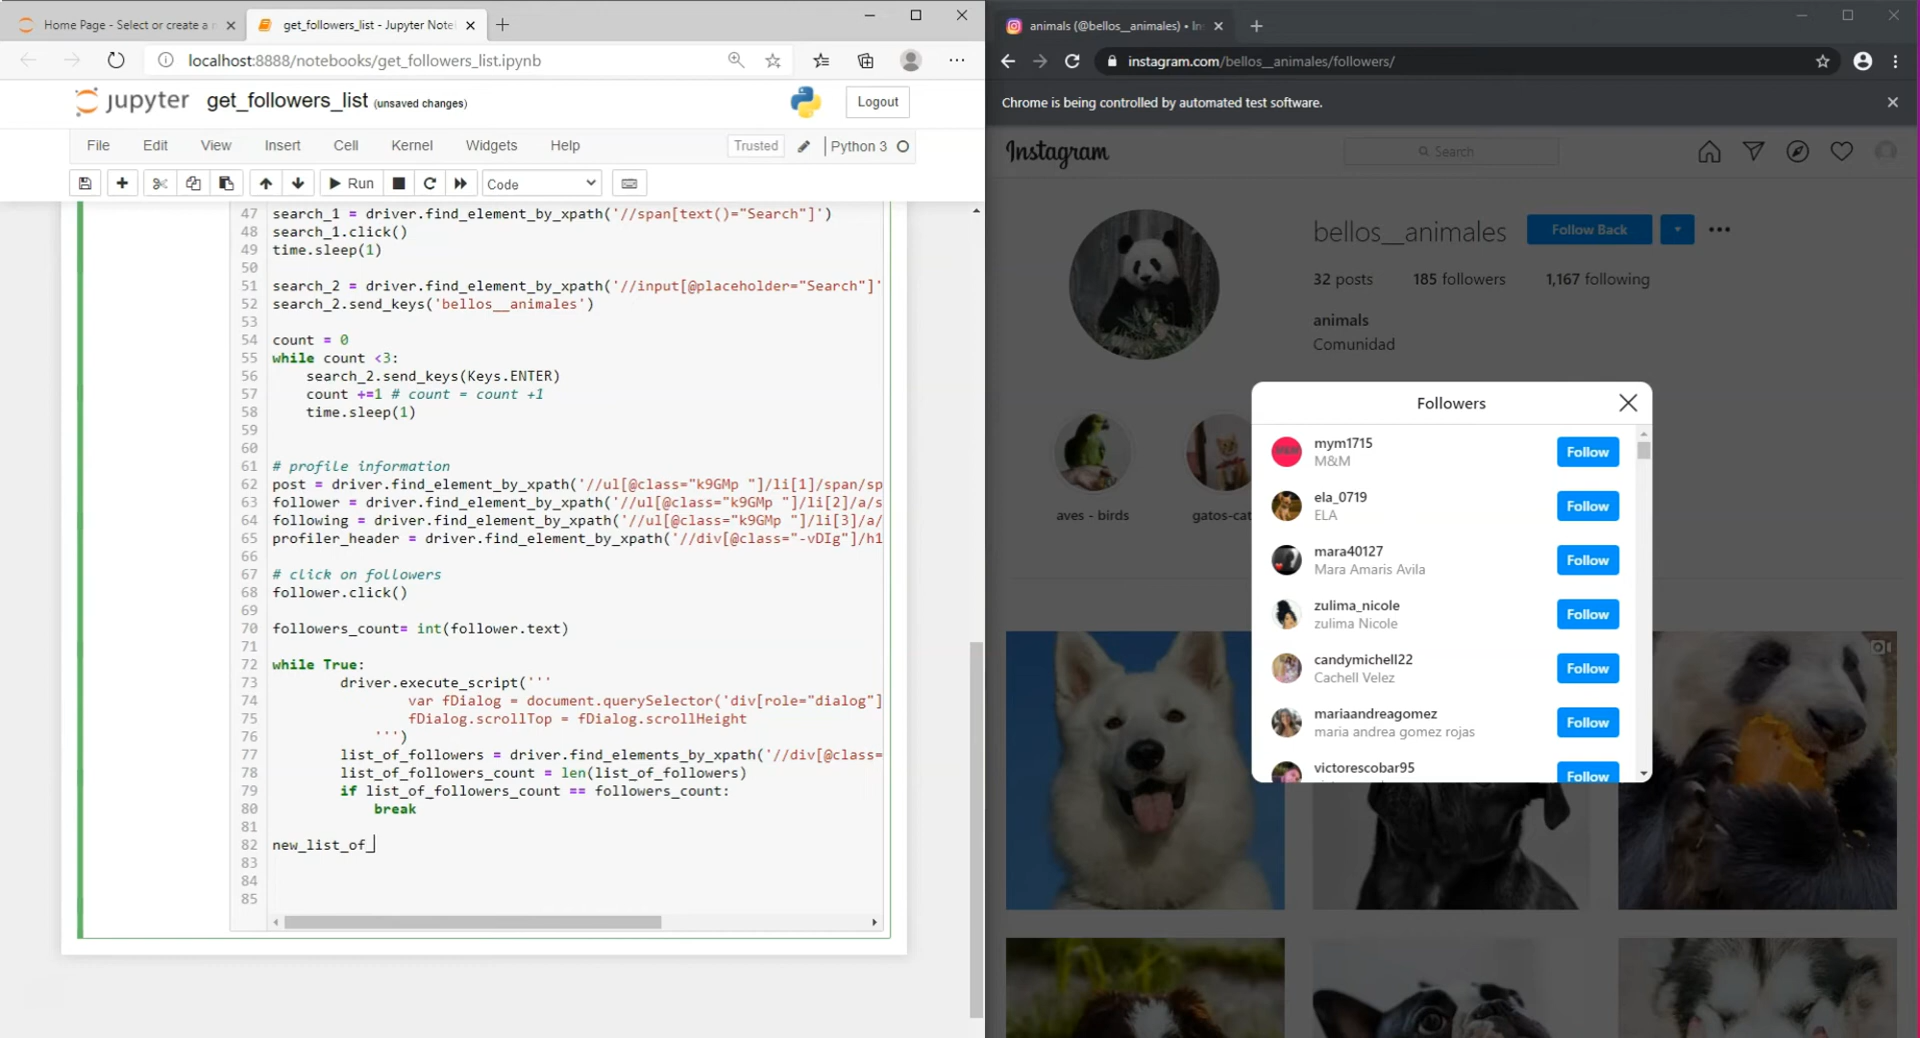 Home Page - Select or create a n
get_followers_list - Jupyter Note
localhost:8888/notebooks/get_followers_list.ipynb
jupyter get_followers_list (unsaved changes)
Logout
File Edit View Insert Cell Kernel Widgets Help
Trusted
Python 3
Run
Code
47 search_1 = driver.find_element_by_xpath('//span[text()="Search"]')
48 search_1.click()
49 time.sleep(1)
50
51 search_2 = driver.find_element_by_xpath('//input[@placeholder="Search"]'
52 search_2.send_keys('bellos__animales')
53
54 count = 0
55 while count <3:
56 search_2.send_keys(Keys.ENTER)
57 count +=1 # count = count +1
58 time.sleep(1)
59
60
61 # profile information
62 post = driver.find_element_by_xpath('//ul[@class="k9GMp "]/li[1]/span/sp
63 follower = driver.find_element_by_xpath('//ul[@class="k9GMp "]/li[2]/a/s
64 following = driver.find_element_by_xpath('//ul[@class="k9GMp "]/li[3]/a/
65 profiler_header = driver.find_element_by_xpath('//div[@class="-vDIg"]/h1
66
67 # click on followers
68 follower.click()
69
70 followers_count= int(follower.text)
71
72 while True:
73 driver.execute_script('''
74 var fDialog = document.querySelector('div[role="dialog"]
75 fDialog.scrollTop = fDialog.scrollHeight
76 ''')
77 list_of_followers = driver.find_elements_by_xpath('//div[@class=
78 list_of_followers_count = len(list_of_followers)
79 if list_of_followers_count == followers_count:
80 break
81
82 new_list_of_
83
84
85
animals (@bellos__animales) • In
instagram.com/bellos__animales/followers/
Chrome is being controlled by automated test software.
Instagram
Search
bellos__animales
Follow Back
32 posts 185 followers 1,167 following
animals
Comunidad
aves - birds
gatos-cat
Followers
mym1715
M&M
Follow
ela_0719
ELA
Follow
mara40127
Mara Amaris Avila
Follow
zulima_nicole
zulima Nicole
Follow
candymichell22
Cachell Velez
Follow
mariaandreagomez
maria andrea gomez rojas
Follow
victorescobar95
Follow